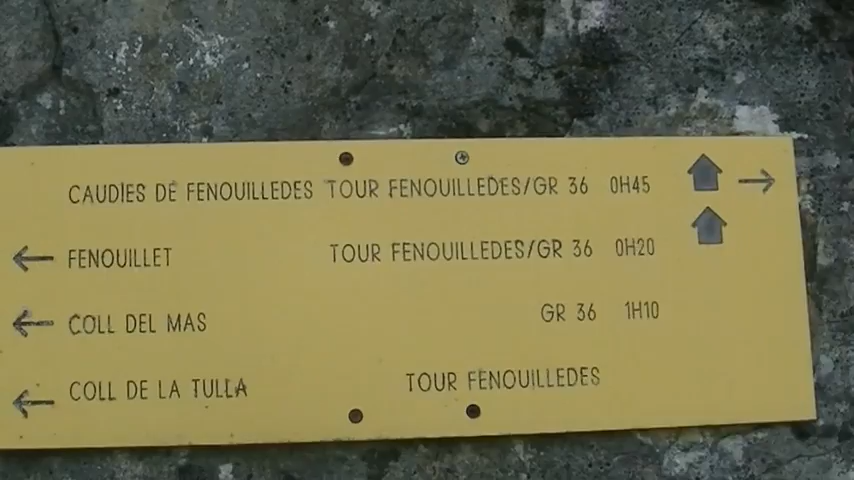 CAUDÌES DE FENOUILLEDES TOUR FENOUILLEDES/GR 36 0H45
FENOUILLET TOUR FENOUILLEDES/GR 36 0H20
COLL DEL MAS GR 36 1H10
COLL DE LA TULLA TOUR FENOUILLEDES